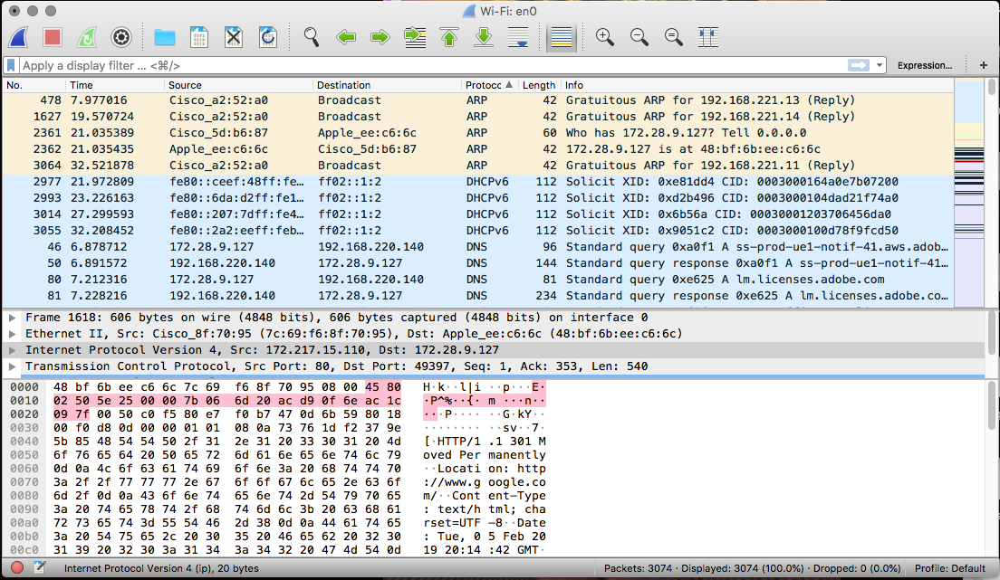 Wi-Fi: en0
Apply a display filter ... <⌘/>
Expression...
+
No. Time Source Destination Protocc Length Info
478 7.977016 Cisco_a2:52:a0 Broadcast ARP 42 Gratuitous ARP for 192.168.221.13 (Reply)
1627 19.570724 Cisco_a2:52:a0 Broadcast ARP 42 Gratuitous ARP for 192.168.221.14 (Reply)
2361 21.035389 Cisco_5d:b6:87 Apple_ee:c6:6c ARP 60 Who has 172.28.9.127? Tell 0.0.0.0
2362 21.035435 Apple_ee:c6:6c Cisco_5d:b6:87 ARP 42 172.28.9.127 is at 48:bf:6b:ee:c6:6c
3064 32.521878 Cisco_a2:52:a0 Broadcast ARP 42 Gratuitous ARP for 192.168.221.11 (Reply)
2977 21.972809 fe80::ceef:48ff:fe… ff02::1:2 DHCPv6 112 Solicit XID: 0xe81dd4 CID: 0003000164a0e7b07200
2993 23.226163 fe80::6da:d2ff:fe1… ff02::1:2 DHCPv6 112 Solicit XID: 0xd2b496 CID: 0003000104dad21f74a0
3014 27.299593 fe80::207:7dff:fe4… ff02::1:2 DHCPv6 112 Solicit XID: 0x6b56a CID: 00030001203706456da0
3055 32.208452 fe80::2a2:eeff:feb… ff02::1:2 DHCPv6 112 Solicit XID: 0x9051c2 CID: 0003000100d78f9fcd50
46 6.878712 172.28.9.127 192.168.220.140 DNS 96 Standard query 0xa0f1 A ss-prod-ue1-notif-41.aws.adob…
50 6.891572 192.168.220.140 172.28.9.127 DNS 144 Standard query response 0xa0f1 A ss-prod-ue1-notif-41…
80 7.212316 172.28.9.127 192.168.220.140 DNS 81 Standard query 0xe625 A lm.licenses.adobe.com
81 7.228216 192.168.220.140 172.28.9.127 DNS 234 Standard query response 0xe625 A lm.licenses.adobe.co…
Frame 1618: 606 bytes on wire (4848 bits), 606 bytes captured (4848 bits) on interface 0
Ethernet II, Src: Cisco_8f:70:95 (7c:69:f6:8f:70:95), Dst: Apple_ee:c6:6c (48:bf:6b:ee:c6:6c)
Internet Protocol Version 4, Src: 172.217.15.110, Dst: 172.28.9.127
Transmission Control Protocol, Src Port: 80, Dst Port: 49397, Seq: 1, Ack: 353, Len: 540
0000 48 bf 6b ee c6 6c 7c 69 f6 8f 70 95 08 00 45 80 H·k··l|i ··p···E·
0010 02 50 5e 25 00 00 7b 06 6d 20 ac d9 0f 6e ac 1c ·P^%··{· m ···n··
0020 09 7f 00 50 c0 f5 80 e7 f0 b7 47 0d 6b 59 80 18 ···P···· ··G·kY··
0030 00 f0 d8 0d 00 00 01 01 08 0a 73 76 1d f2 37 9e ········ ··sv··7·
0040 5b 85 48 54 54 50 2f 31 2e 31 20 33 30 31 20 4d [·HTTP/1 .1 301 M
0050 6f 76 65 64 20 50 65 72 6d 61 6e 65 6e 74 6c 79 oved Per manently
0060 0d 0a 4c 6f 63 61 74 69 6f 6e 3a 20 68 74 74 70 ··Locati on: http
0070 3a 2f 2f 77 77 77 2e 67 6f 6f 67 6c 65 2e 63 6f ://www.g oogle.co
0080 6d 2f 0d 0a 43 6f 6e 74 65 6e 74 2d 54 79 70 65 m/··Cont ent-Type
0090 3a 20 74 65 78 74 2f 68 74 6d 6c 3b 20 63 68 61 : text/h tml; cha
00a0 72 73 65 74 3d 55 54 46 2d 38 0d 0a 44 61 74 65 rset=UTF -8··Date
00b0 3a 20 54 75 65 2c 20 30 35 20 46 65 62 20 32 30 : Tue, 0 5 Feb 20
00c0 31 39 20 32 30 3a 31 34 3a 34 32 20 47 4d 54 0d 19 20:14 :42 GMT·
Internet Protocol Version 4 (ip), 20 bytes
Packets: 3074 · Displayed: 3074 (100.0%) · Dropped: 0 (0.0%)
Profile: Default